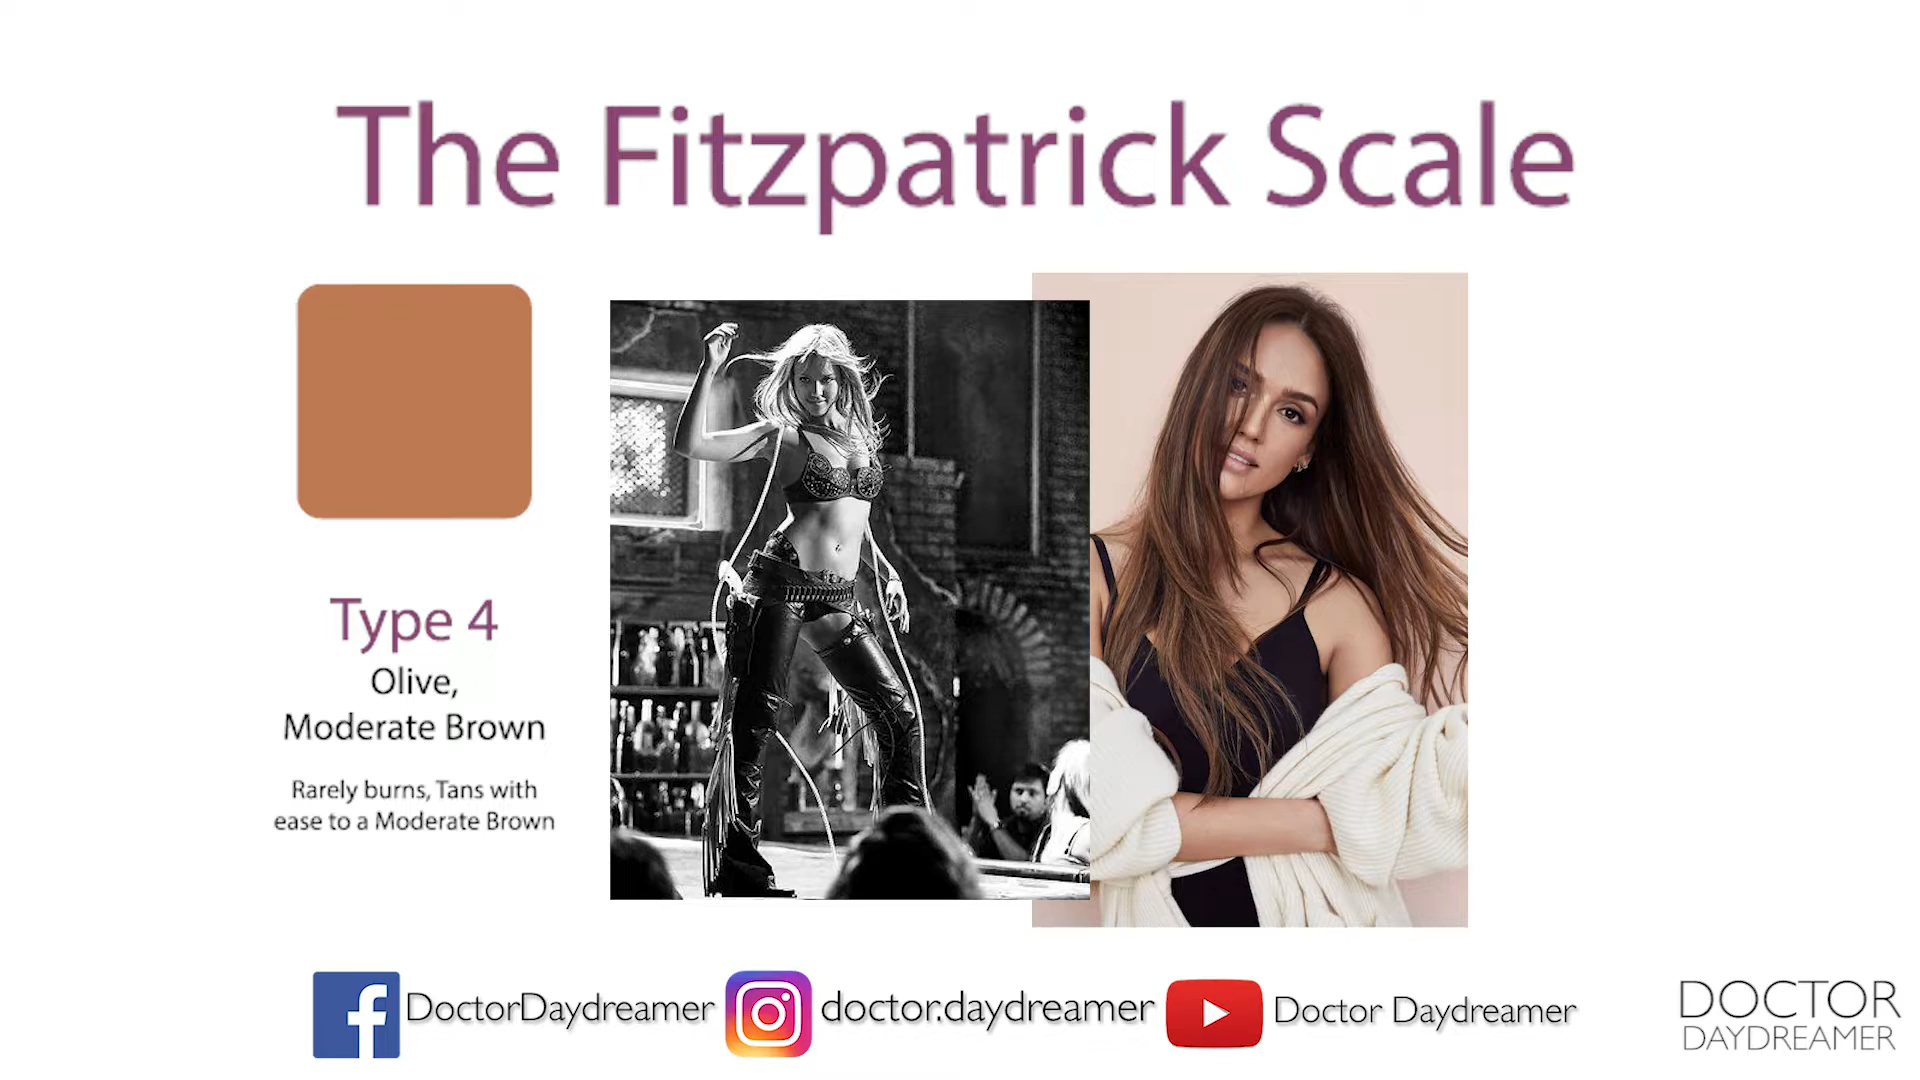 The Fitzpatrick Scale
Type 4
Olive,
Moderate Brown
Rarely burns, Tans with
ease to a Moderate Brown
DoctorDaydreamer
doctor.daydreamer
Doctor Daydreamer
DOCTOR
DAYDREAMER